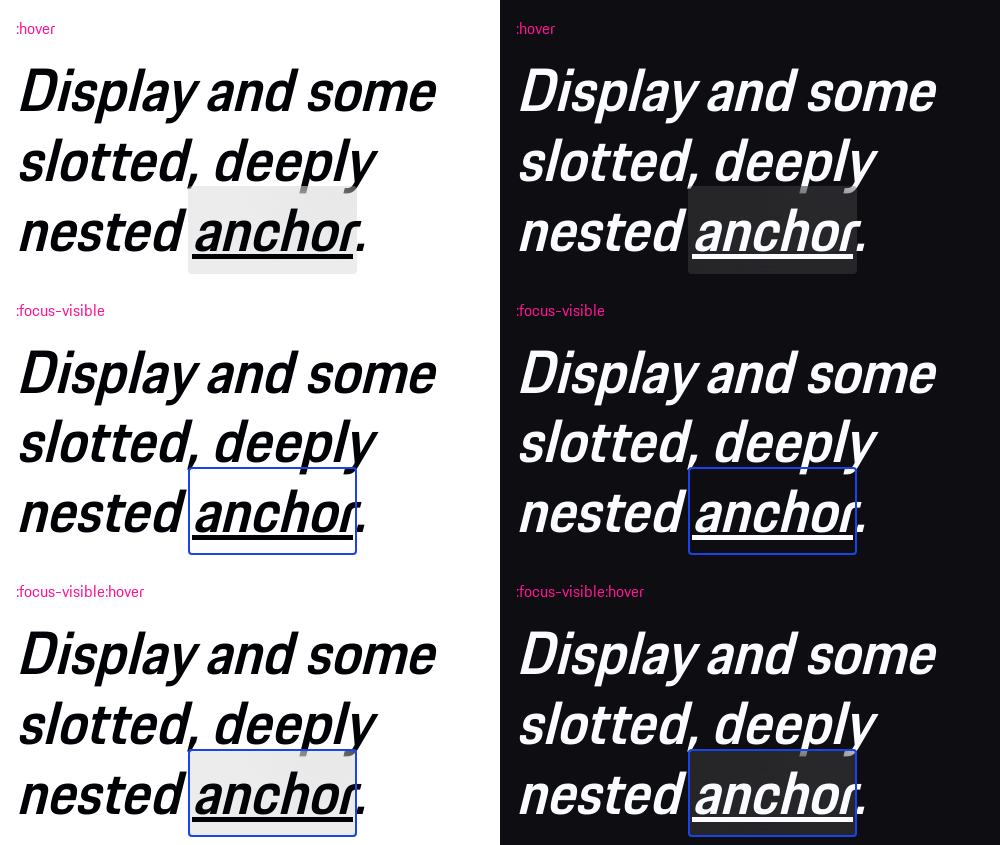 :hover
Display and some
slotted, deeply
nested anchor.
:focus-visible
Display and some
slotted, deeply
nested anchor.
:focus-visible:hover
Display and some
slotted, deeply
nested anchor.
:hover
Display and some
slotted, deeply
nested anchor.
:focus-visible
Display and some
slotted, deeply
nested anchor.
:focus-visible:hover
Display and some
slotted, deeply
nested anchor.